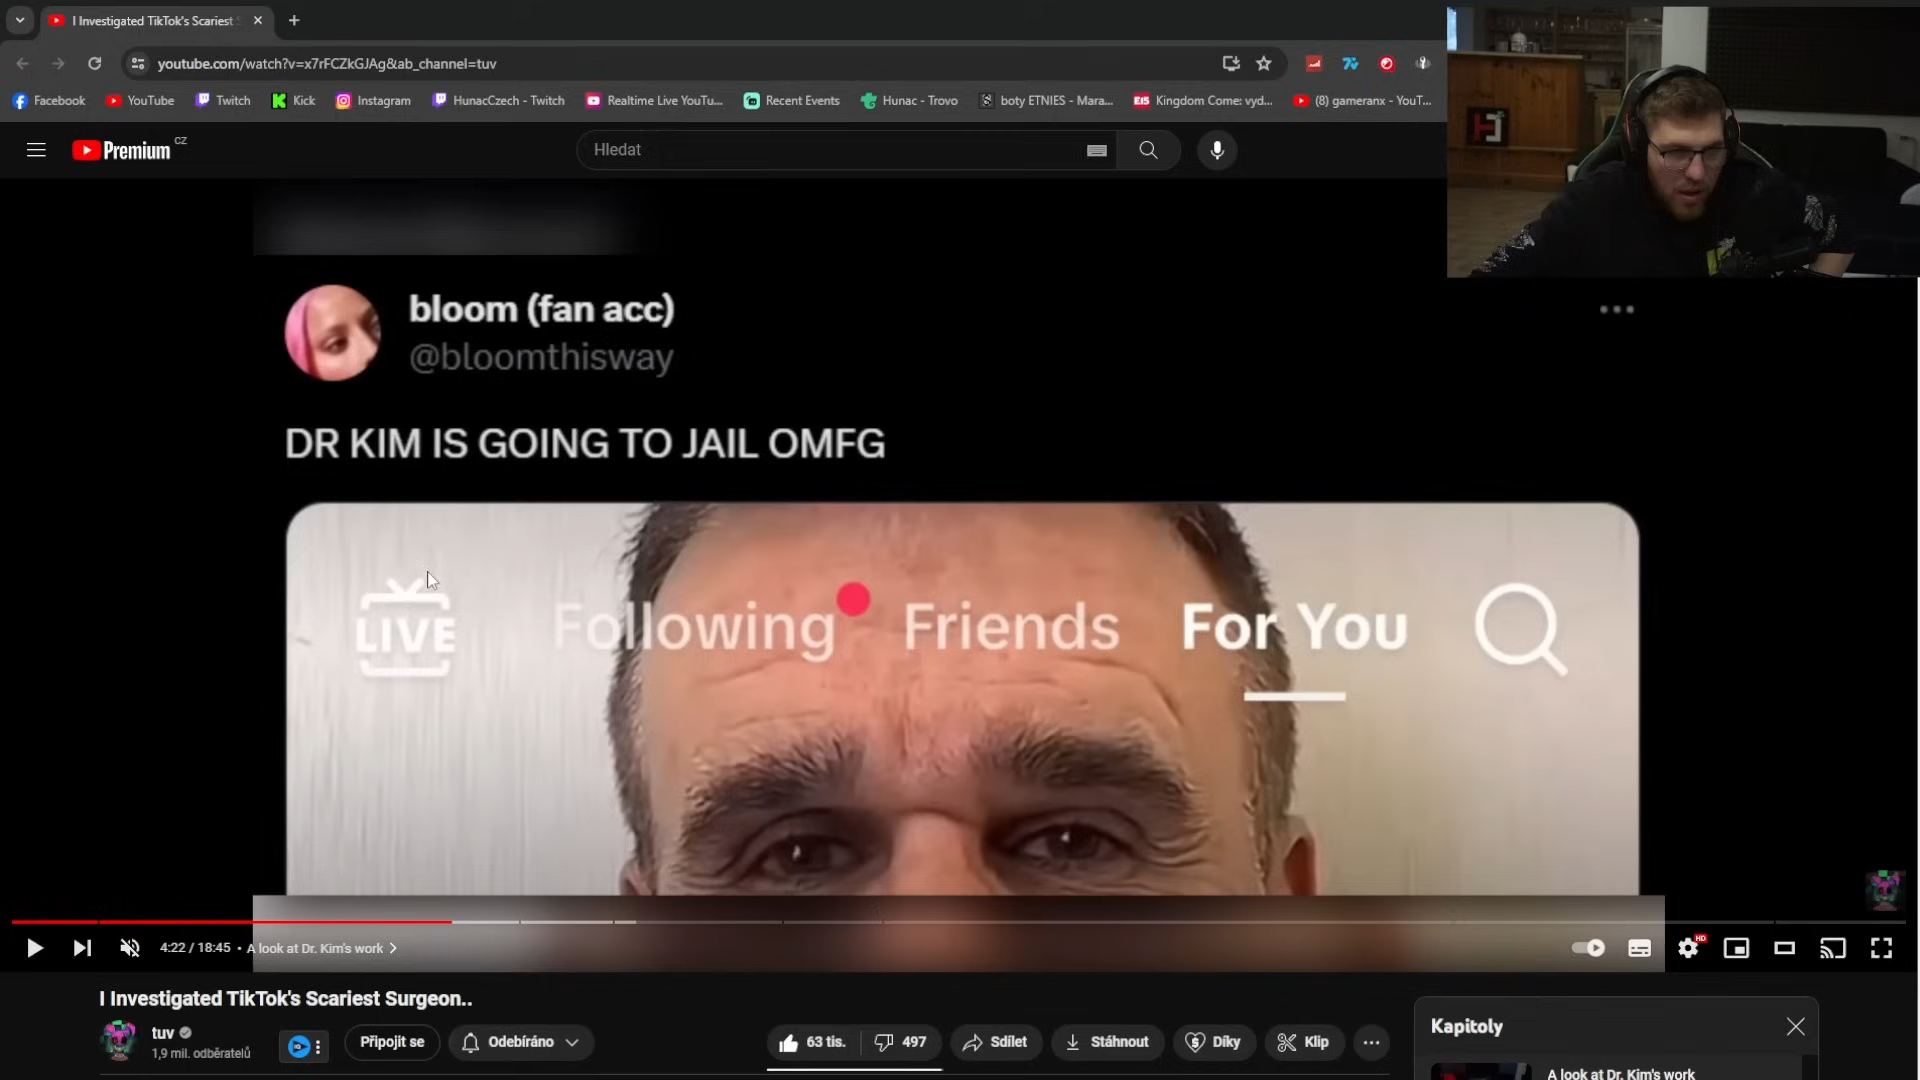 I Investigated TikTok's Scariest
youtube.com/watch?v=x7rFCZkGJAg&ab_channel=tuv
Facebook
YouTube
Twitch
Kick
Instagram
HunacCzech - Twitch
Realtime Live YouTu...
Recent Events
Hunac - Trovo
boty ETNIES - Mara...
Kingdom Come: vyd...
(8) gameranx - YouT...
Premium CZ
Hledat
bloom (fan acc)
@bloomthisway
DR KIM IS GOING TO JAIL OMFG
LIVE
Following
Friends
For You
4:22 / 18:45 • A look at Dr. Kim's work
HD
I Investigated TikTok's Scariest Surgeon..
tuv
1,9 mil. odběratelů
Připojit se
Odebíráno
63 tis.
497
Sdílet
Stáhnout
Díky
Klip
Kapitoly
A look at Dr. Kim's work